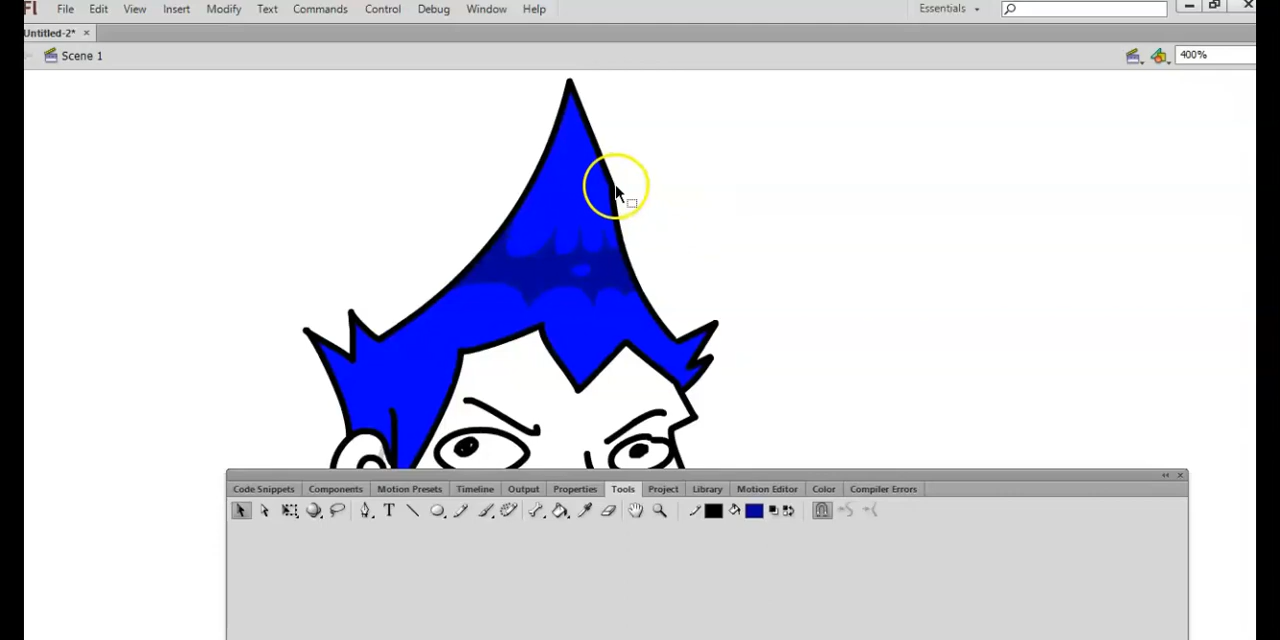 Fl File Edit View Insert Modify Text Commands Control Debug Window Help Essentials
Untitled-2* ×
Scene 1 400%
Code Snippets Components Motion Presets Timeline Output Properties Tools Project Library Motion Editor Color Compiler Errors
T